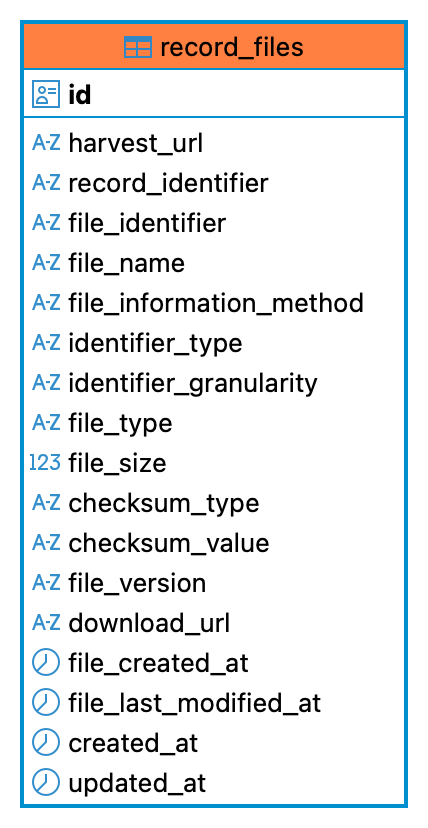 record_files
id
A-Z harvest_url
A-Z record_identifier
A-Z file_identifier
A-Z file_name
A-Z file_information_method
A-Z identifier_type
A-Z identifier_granularity
A-Z file_type
123 file_size
A-Z checksum_type
A-Z checksum_value
A-Z file_version
A-Z download_url
file_created_at
file_last_modified_at
created_at
updated_at